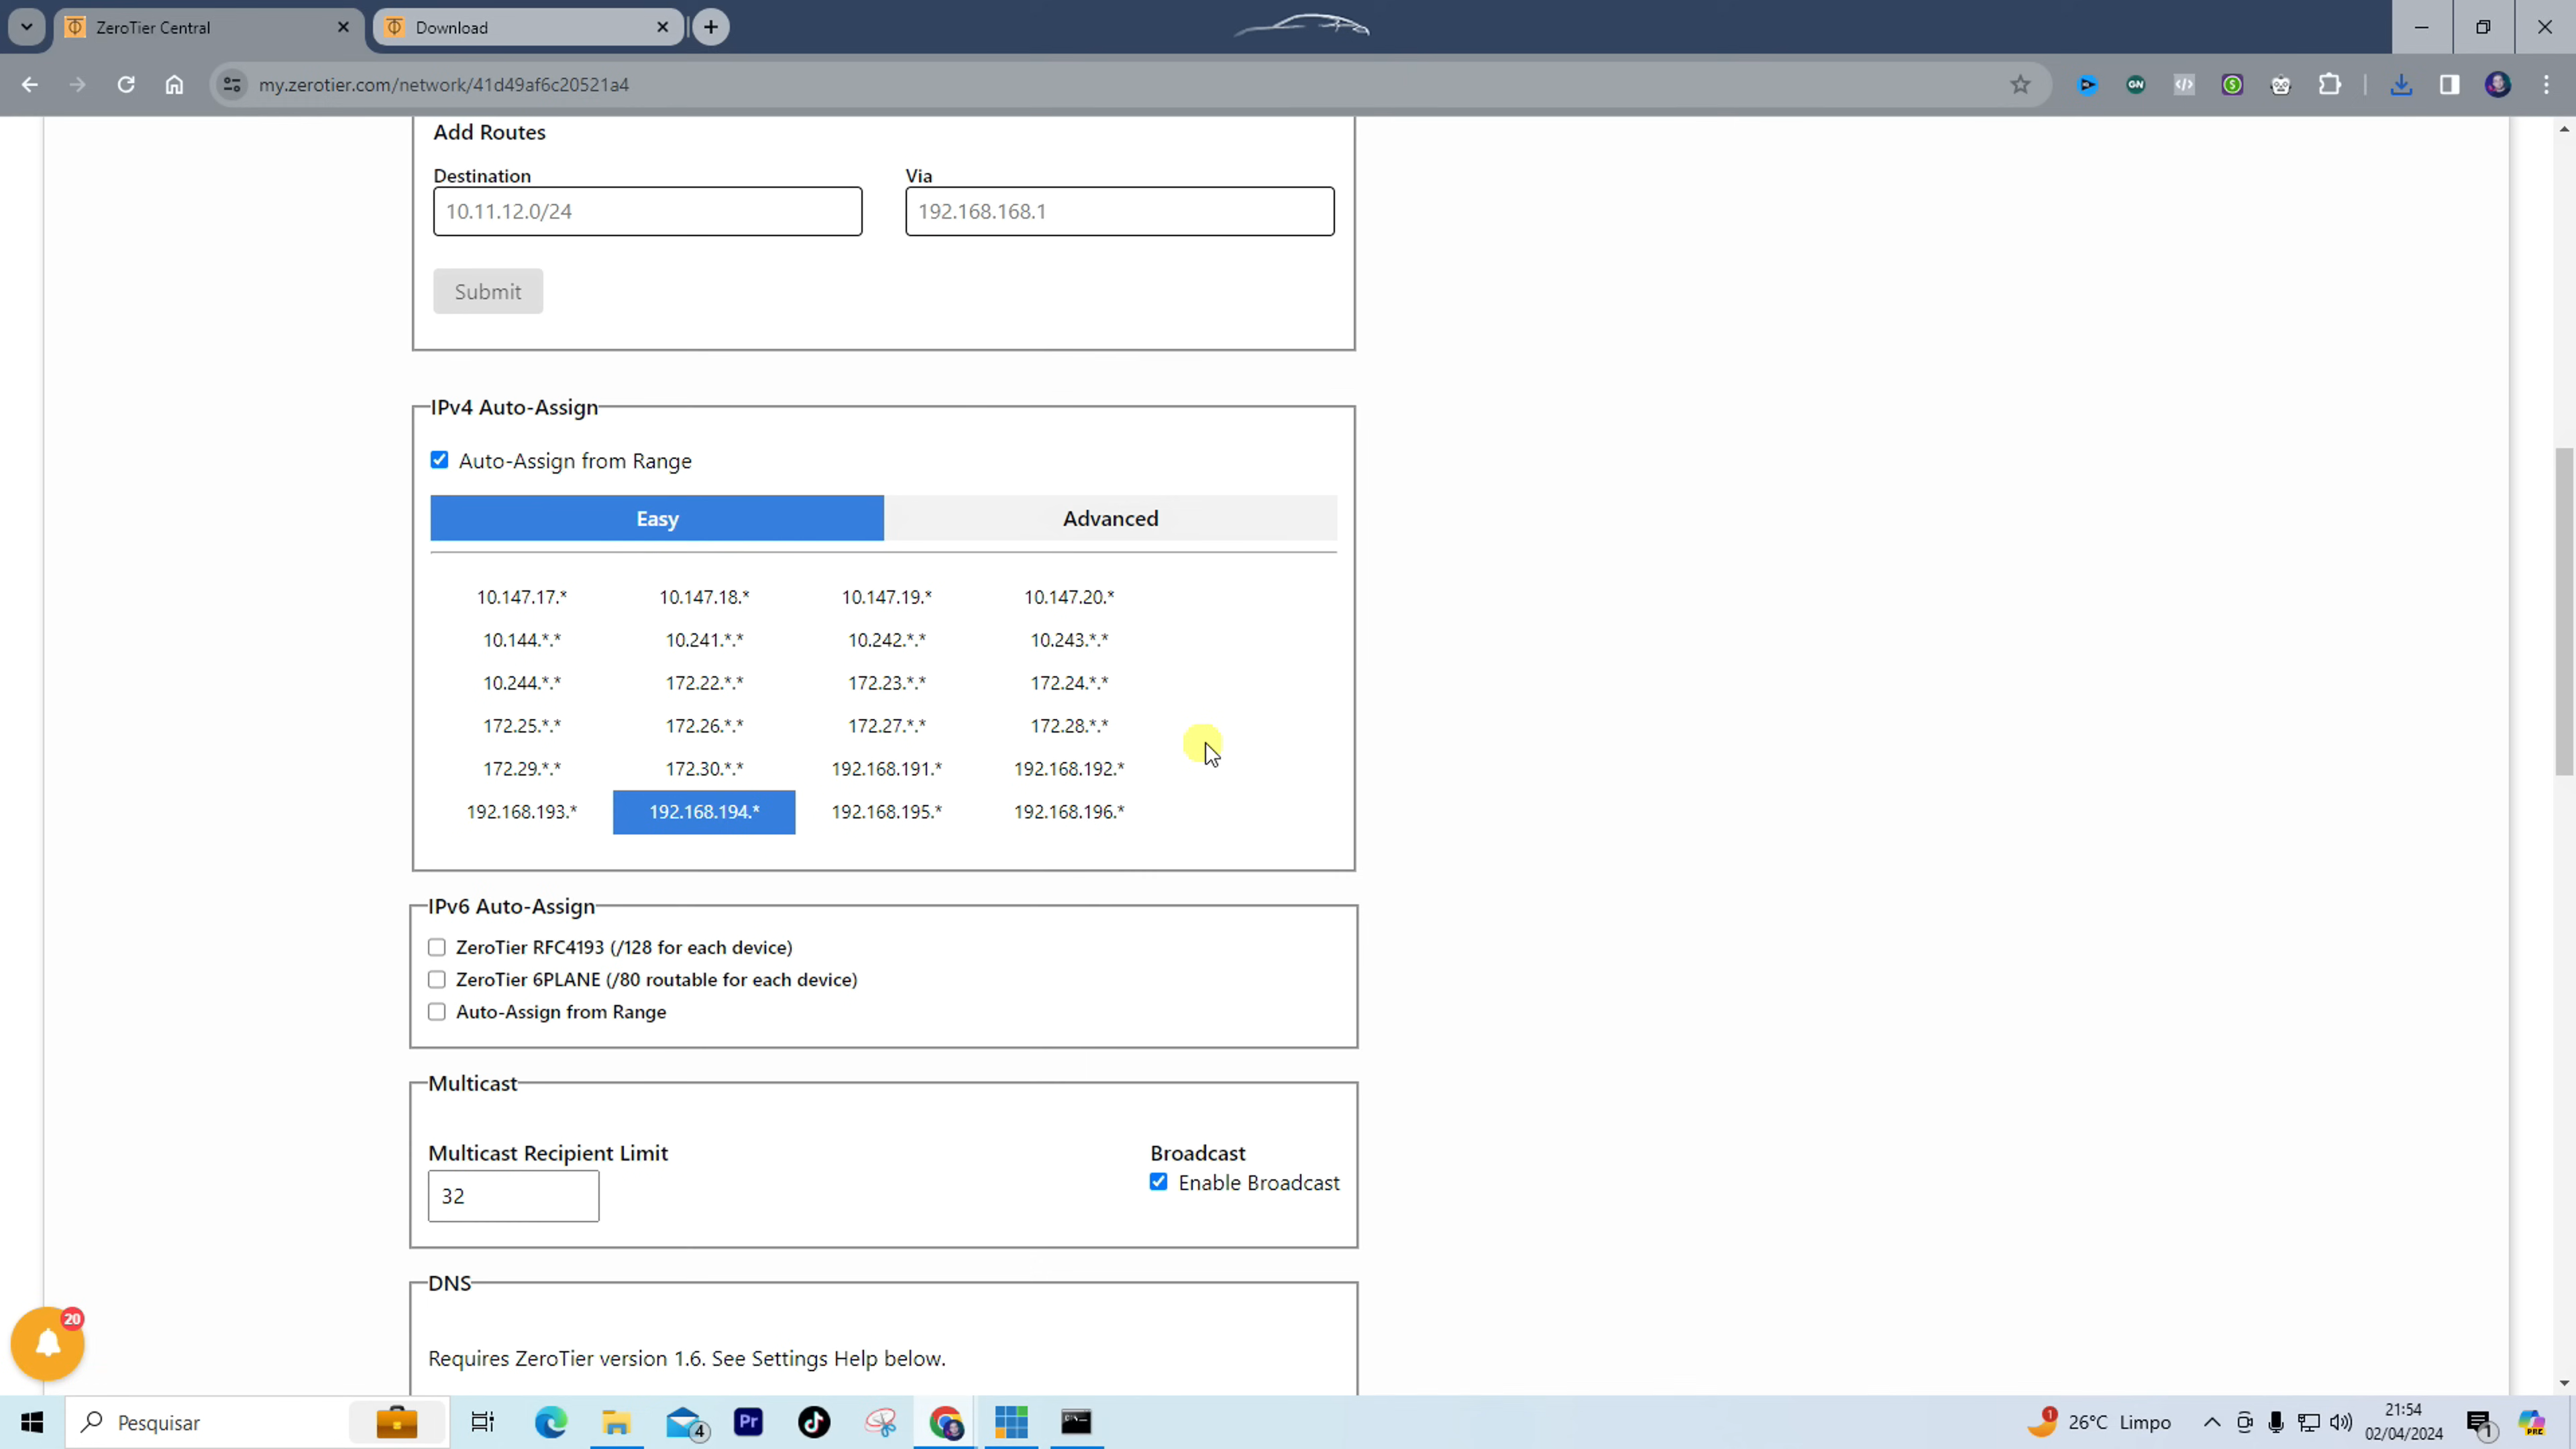 ZeroTier Central
Download
my.zerotier.com/network/41d49af6c20521a4
Add Routes
Destination
Via
10.11.12.0/24
192.168.168.1
Submit
IPv4 Auto-Assign
Auto-Assign from Range
Easy
Advanced
10.147.17.* 10.147.18.* 10.147.19.* 10.147.20.*
10.144.*.* 10.241.*.* 10.242.*.* 10.243.*.*
10.244.*.* 172.22.*.* 172.23.*.* 172.24.*.*
172.25.*.* 172.26.*.* 172.27.*.* 172.28.*.*
172.29.*.* 172.30.*.* 192.168.191.* 192.168.192.*
192.168.193.* 192.168.194.* 192.168.195.* 192.168.196.*
IPv6 Auto-Assign
ZeroTier RFC4193 (/128 for each device)
ZeroTier 6PLANE (/80 routable for each device)
Auto-Assign from Range
Multicast
Multicast Recipient Limit
32
Broadcast
Enable Broadcast
DNS
20
Requires ZeroTier version 1.6. See Settings Help below.
Pesquisar
4
Pr
1
26°C Limpo
21:54
02/04/2024
1
PRE
GN